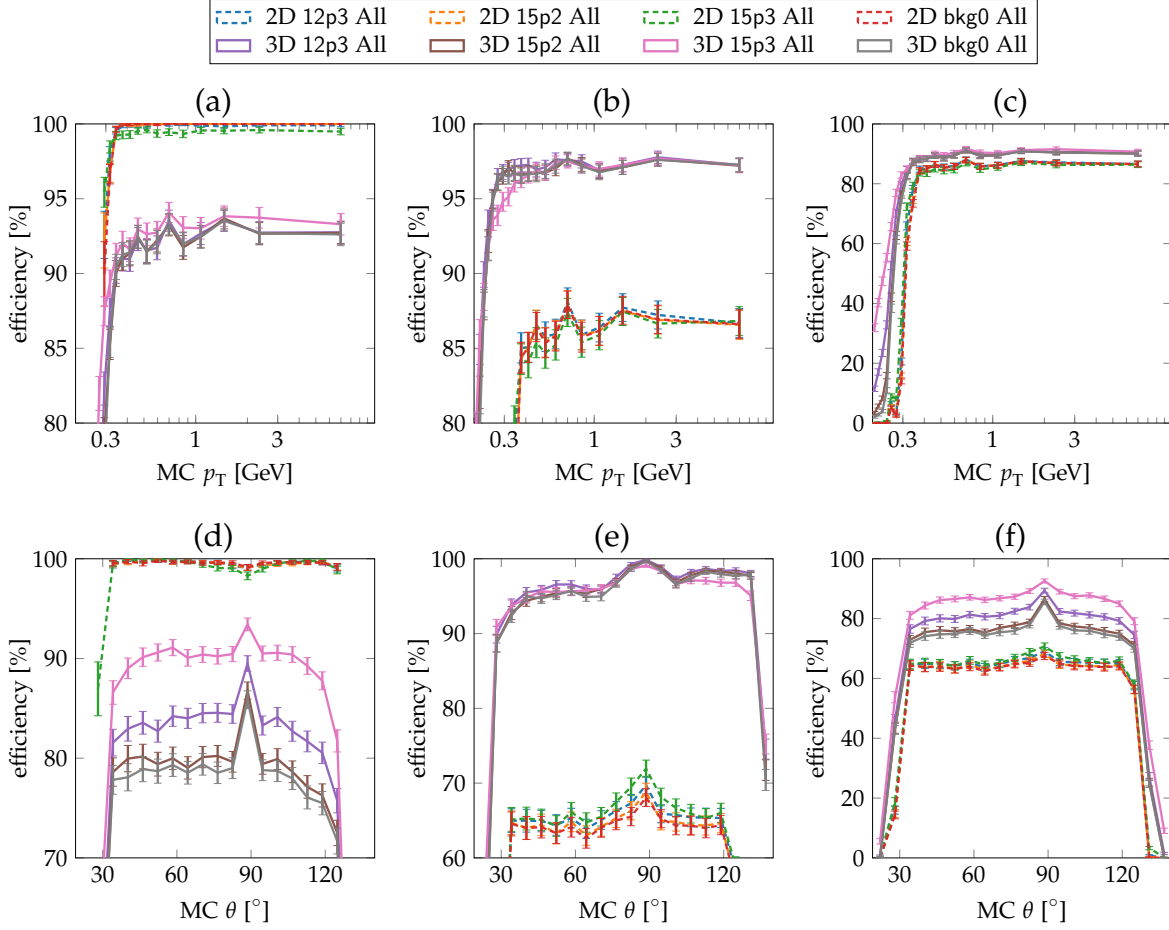 2D 12p3 All 2D 15p2 All 2D 15p3 All 2D bkg0 All
3D 12p3 All 3D 15p2 All 3D 15p3 All 3D bkg0 All
(a) (b) (c)
efficiency [%] 100 95 90 85 80
0.3 1 3
MC pT [GeV]
efficiency [%] 100 95 90 85 80
0.3 1 3
MC pT [GeV]
efficiency [%] 100 80 60 40 20 0
0.3 1 3
MC pT [GeV]
(d) (e) (f)
efficiency [%] 100 90 80 70
30 60 90 120
MC θ [°]
efficiency [%] 100 90 80 70 60
30 60 90 120
MC θ [°]
efficiency [%] 100 80 60 40 20 0
30 60 90 120
MC θ [°]